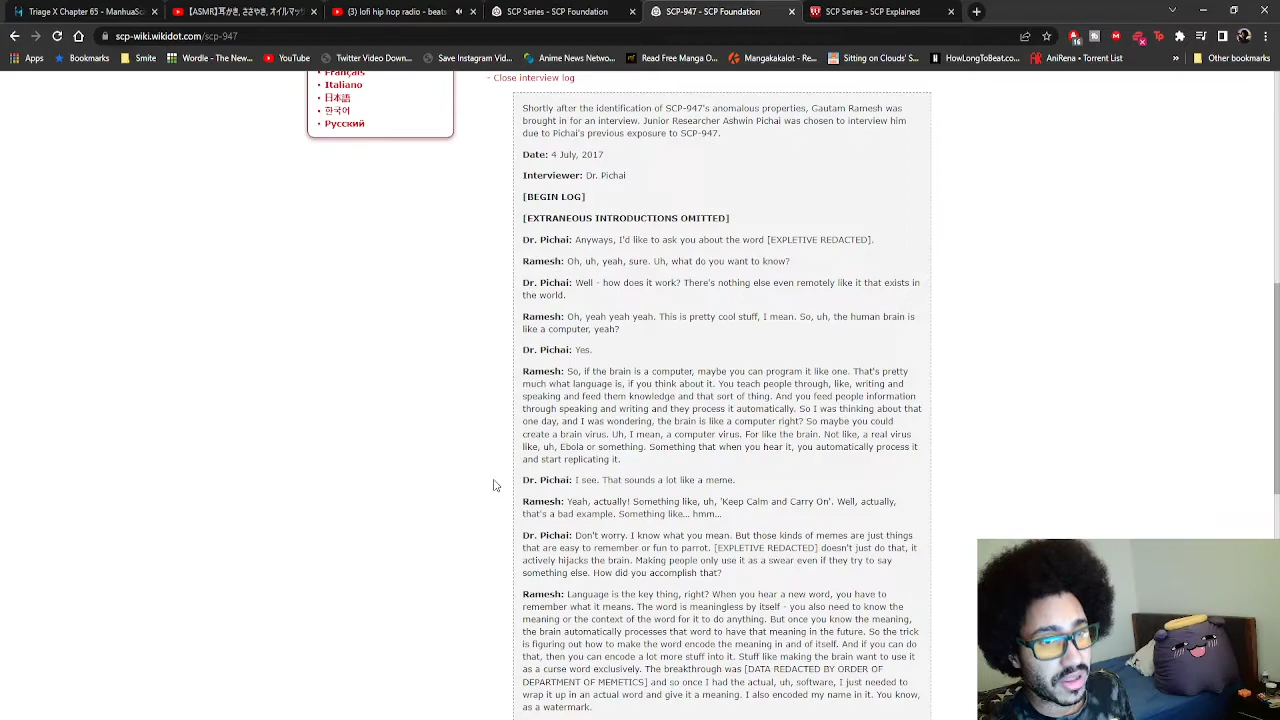 Triage X Chapter 65 - ManhuaSc
【ASMR】耳かき、ささやき、オイルマッ
(3) lofi hip hop radio - bea
SCP Series - SCP Foundation
SCP-947 - SCP Foundation
SCP Series - SCP Explained
scp-wiki.wikidot.com/scp-947
16
Apps
Bookmarks
Smite
Wordle - The New...
YouTube
Twitter Video Down...
Save Instagram Vid...
Anime News Netwo...
Read Free Manga O...
Mangakakalot - Re...
Sitting on Clouds' S...
HowLongToBeat.co...
AniRena : Torrent List
»
Other bookmarks
Français
Italiano
日本語
한국어
Русский
- Close interview log
Shortly after the identification of SCP-947's anomalous properties, Gautam Ramesh was
brought in for an interview. Junior Researcher Ashwin Pichai was chosen to interview him
due to Pichai's previous exposure to SCP-947.
Date: 4 July, 2017
Interviewer: Dr. Pichai
[BEGIN LOG]
[EXTRANEOUS INTRODUCTIONS OMITTED]
Dr. Pichai: Anyways, I'd like to ask you about the word [EXPLETIVE REDACTED].
Ramesh: Oh, uh, yeah, sure. Uh, what do you want to know?
Dr. Pichai: Well - how does it work? There's nothing else even remotely like it that exists in
the world.
Ramesh: Oh, yeah yeah yeah. This is pretty cool stuff, I mean. So, uh, the human brain is
like a computer, yeah?
Dr. Pichai: Yes.
Ramesh: So, if the brain is a computer, maybe you can program it like one. That's pretty
much what language is, if you think about it. You teach people through, like, writing and
speaking and feed them knowledge and that sort of thing. And you feed people information
through speaking and writing and they process it automatically. So I was thinking about that
one day, and I was wondering, the brain is like a computer right? So maybe you could
create a brain virus. Uh, I mean, a computer virus. For like the brain. Not like, a real virus
like, uh, Ebola or something. Something that when you hear it, you automatically process it
and start replicating it.
Dr. Pichai: I see. That sounds a lot like a meme.
Ramesh: Yeah, actually! Something like, uh, 'Keep Calm and Carry On'. Well, actually,
that's a bad example. Something like... hmm...
Dr. Pichai: Don't worry. I know what you mean. But those kinds of memes are just things
that are easy to remember or fun to parrot. [EXPLETIVE REDACTED] doesn't just do that, it
actively hijacks the brain. Making people only use it as a swear even if they try to say
something else. How did you accomplish that?
Ramesh: Language is the key thing, right? When you hear a new word, you have to
remember what it means. The word is meaningless by itself - you also need to know the
meaning or the context of the word for it to do anything. But once you know the meaning,
the brain automatically processes that word to have that meaning in the future. So the trick
is figuring out how to make the word encode the meaning in and of itself. And if you can do
that, then you can encode a lot more stuff into it. Stuff like making the brain want to use it
as a curse word exclusively. The breakthrough was [DATA REDACTED BY ORDER OF
DEPARTMENT OF MEMETICS] and so once I had the actual, uh, software, I just needed to
wrap it up in an actual word and give it a meaning. I also encoded my name in it. You know,
as a watermark.